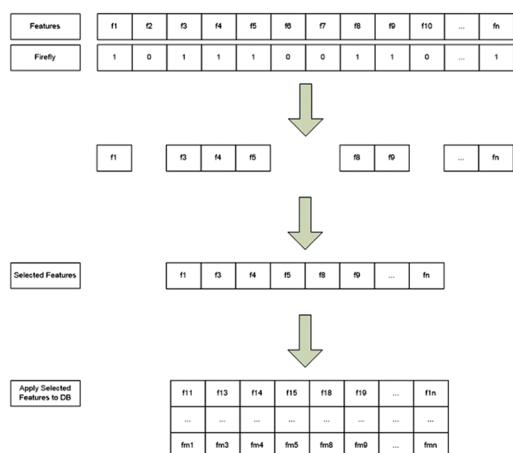 Features f1 f2 f3 f4 f5 f6 f7 f8 f9 f10 ... fn
Firefly 1 0 1 1 1 0 0 1 1 0 ... 1
f1 f3 f4 f5 f8 f9 ... fn
Selected Features f1 f3 f4 f5 f8 f9 ... fn
Apply Selected
Features to DB
f11 f13 f14 f15 f18 f19 ... f1n
... ... ... ... ... ... ... ...
fm1 fm3 fm4 fm5 fm8 fm9 ... fmn